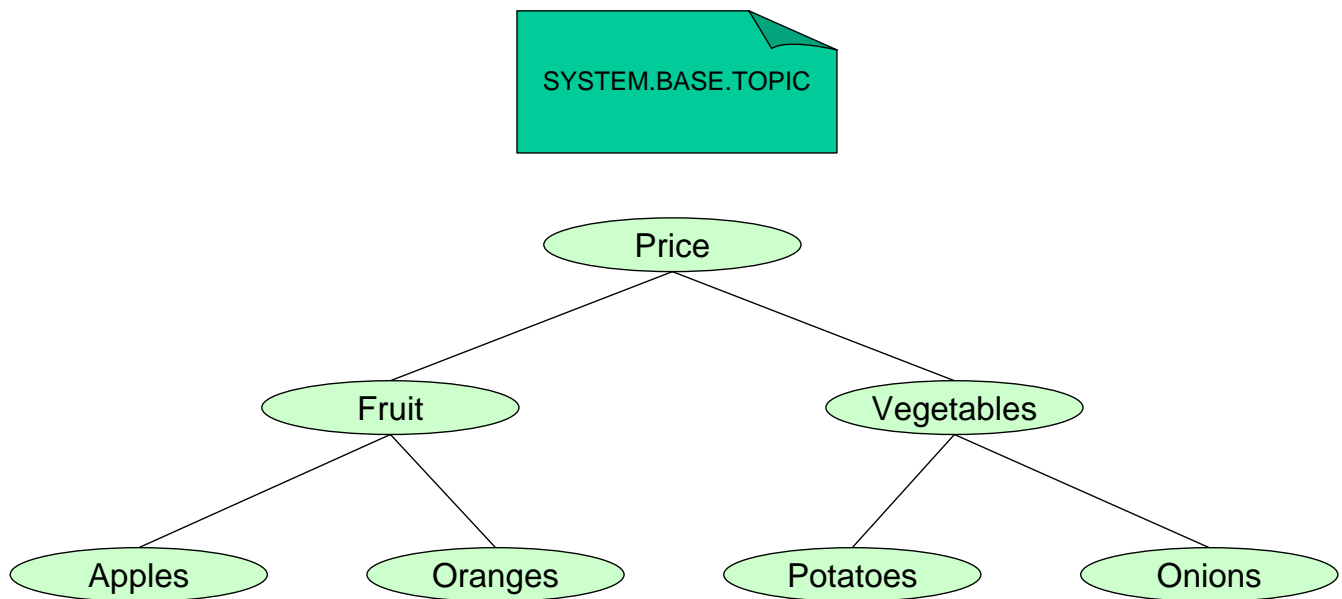 SYSTEM.BASE.TOPIC
Price
Fruit
Vegetables
Apples
Oranges
Potatoes
Onions